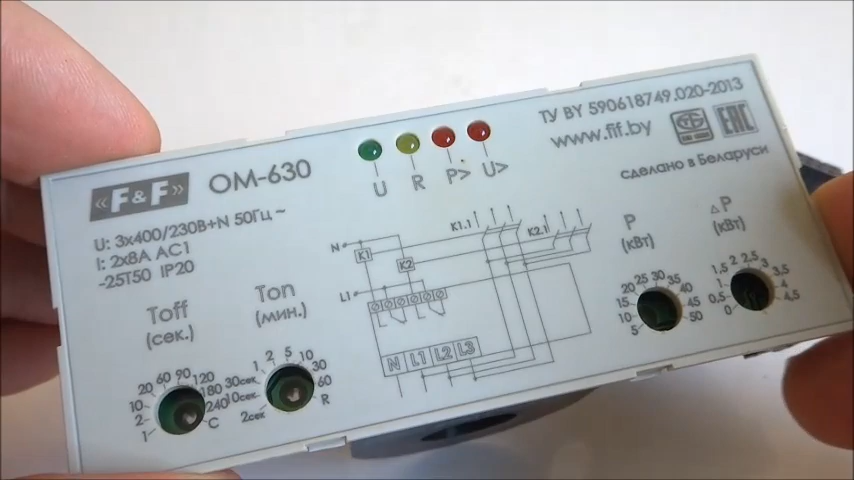 F&F
ОМ-630
U: 3x400/230В+N 50Гц~
I: 2x8А AC1
-25T50 IP20
Toff
(сек.)
20 60 90 120
10 180
2 240
1 С
Ton
(мин.)
1 2 5 10
30сек. 30
10сек. 60
2сек R
U R P> U>
N K1 K1.1 K2.1
K2
L1
N L1 L2 L3
ТУ BY 590618749.020-2013
www.fif.by
EAC
сделано в Беларуси
P
(кВт)
20 25 30 35
15 40
10 45
5 50
△P
(кВт)
1,5 2 2,5 3
1 3,5
0,5 4
0 4,5